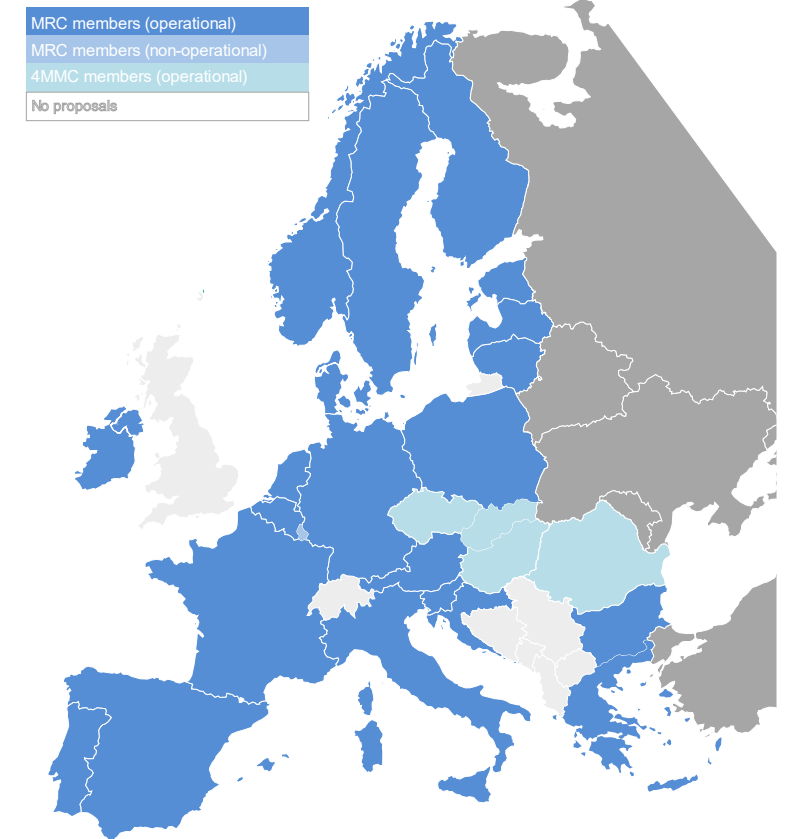 MRC members (operational)
MRC members (non-operational)
4MMC members (operational)
No proposals